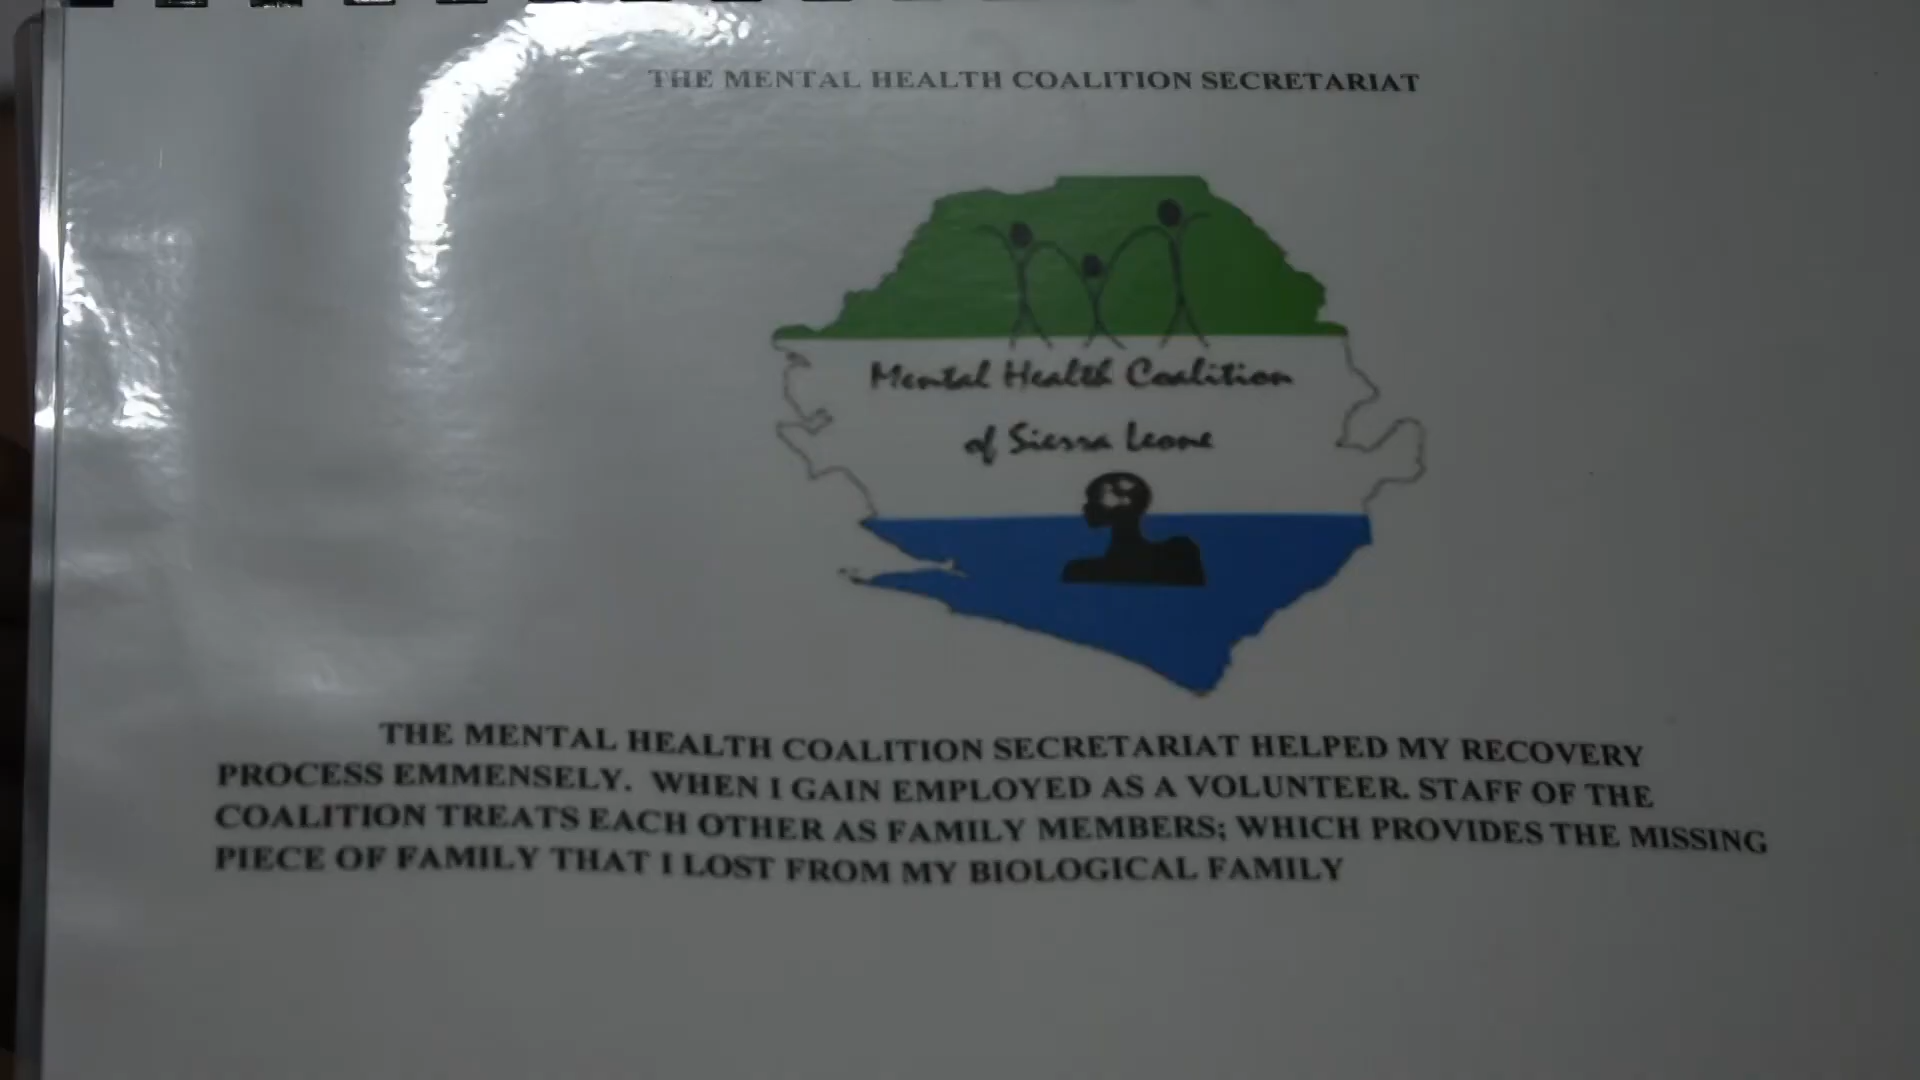 THE MENTAL HEALTH COALITION SECRETARIAT
Mental Health Coalition
of Sierra Leone
THE MENTAL HEALTH COALITION SECRETARIAT HELPED MY RECOVERY
PROCESS EMMENSELY. WHEN I GAIN EMPLOYED AS A VOLUNTEER. STAFF OF THE
COALITION TREATS EACH OTHER AS FAMILY MEMBERS; WHICH PROVIDES THE MISSING
PIECE OF FAMILY THAT I LOST FROM MY BIOLOGICAL FAMILY